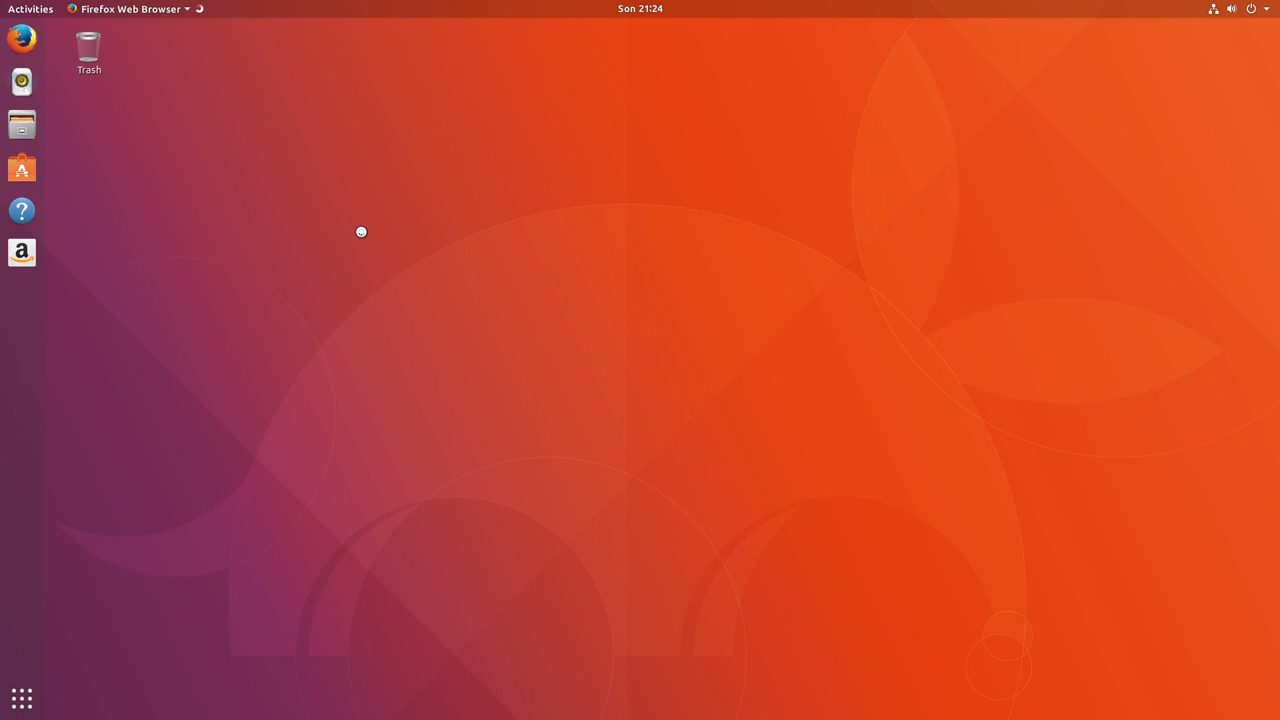 Activities
Firefox Web Browser
Son 21:24
Trash
?
a